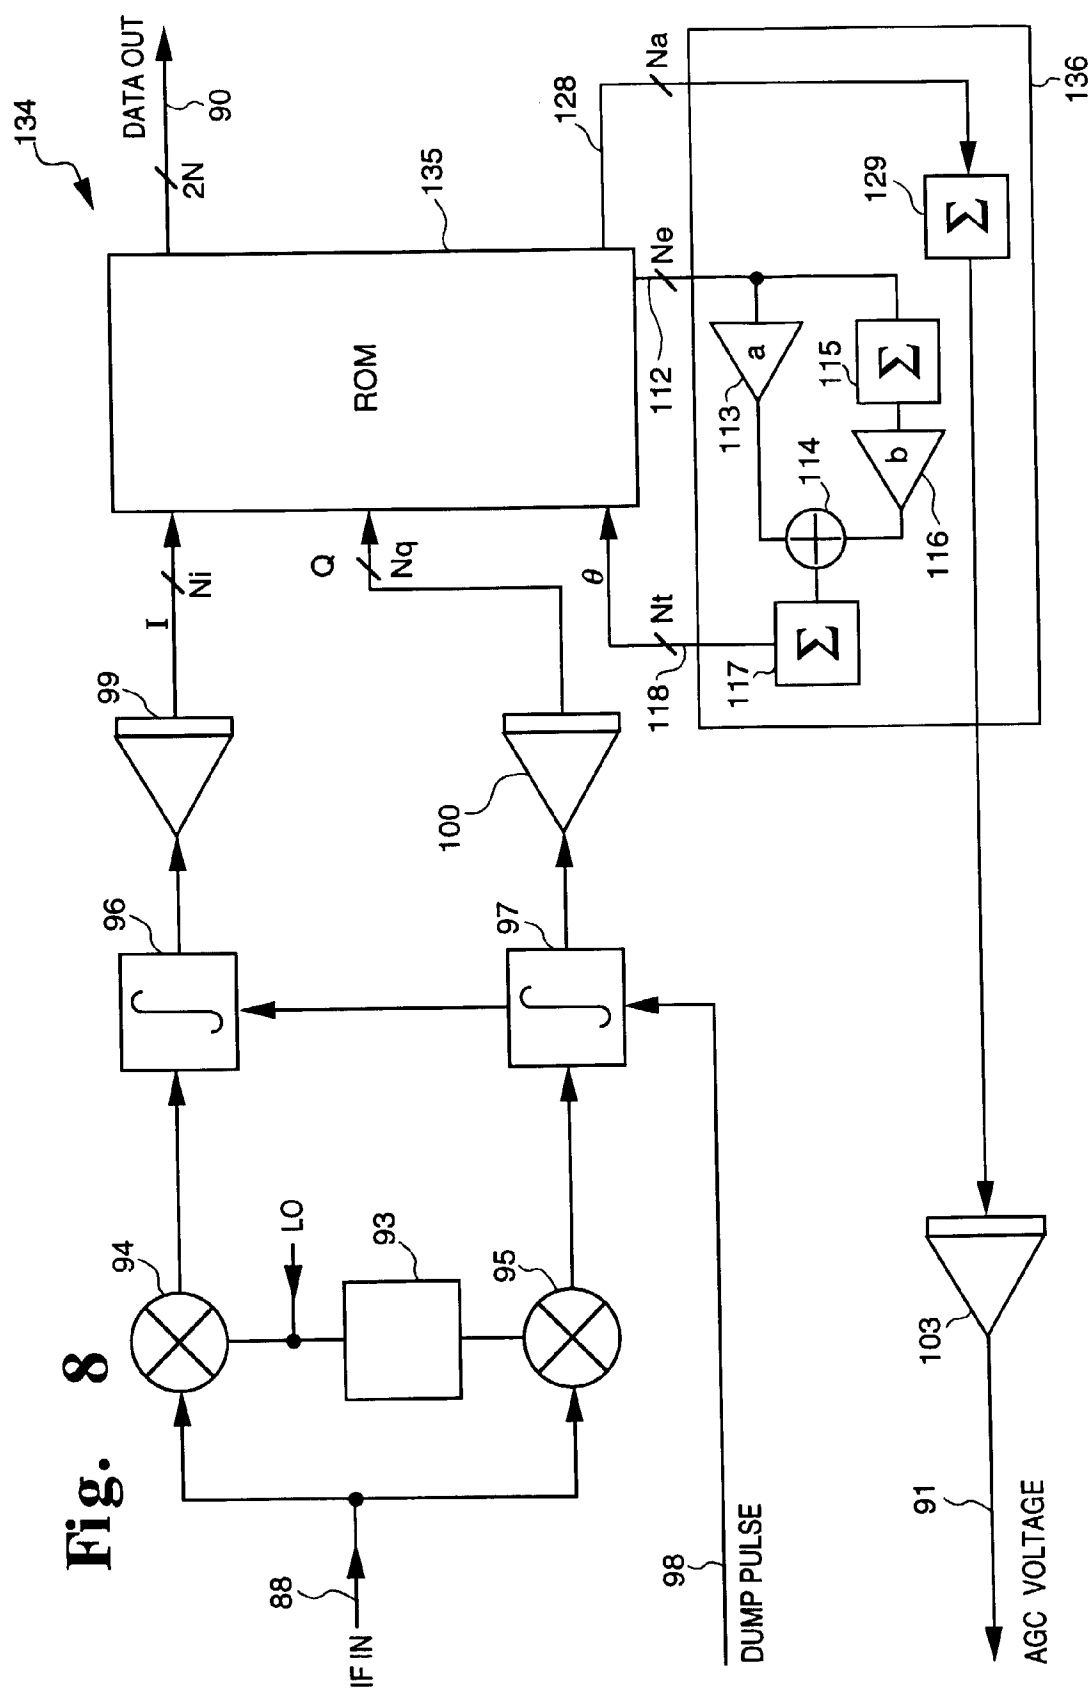 Fig. 8
134
DATA OUT
90
2N
94
96
99
I
Ni
ROM
135
LO
93
88
IF IN
95
97
100
Q
Nq
θ
128
Na
Ne
112
118
Nt
136
98
DUMP PULSE
113
a
114
117
Σ
115
Σ
116
b
129
Σ
103
91
AGC VOLTAGE